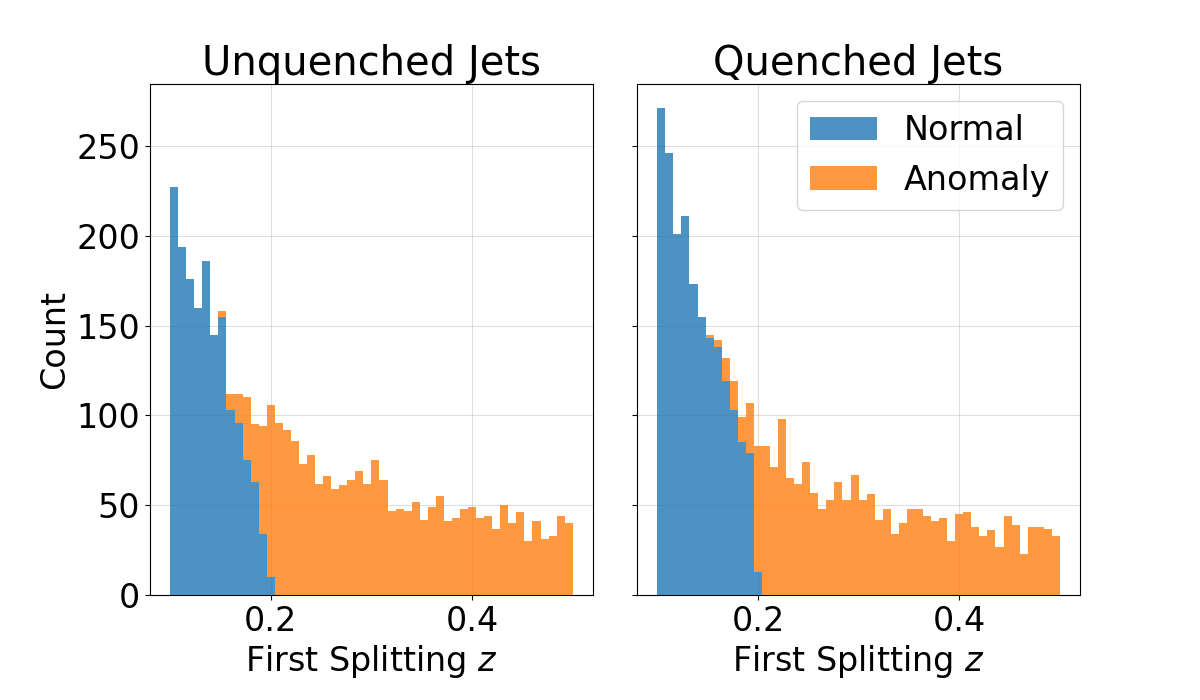 Unquenched Jets
Quenched Jets
Normal
Anomaly
Count
250
200
150
100
50
0
0.2
0.4
0.2
0.4
First Splitting z
First Splitting z